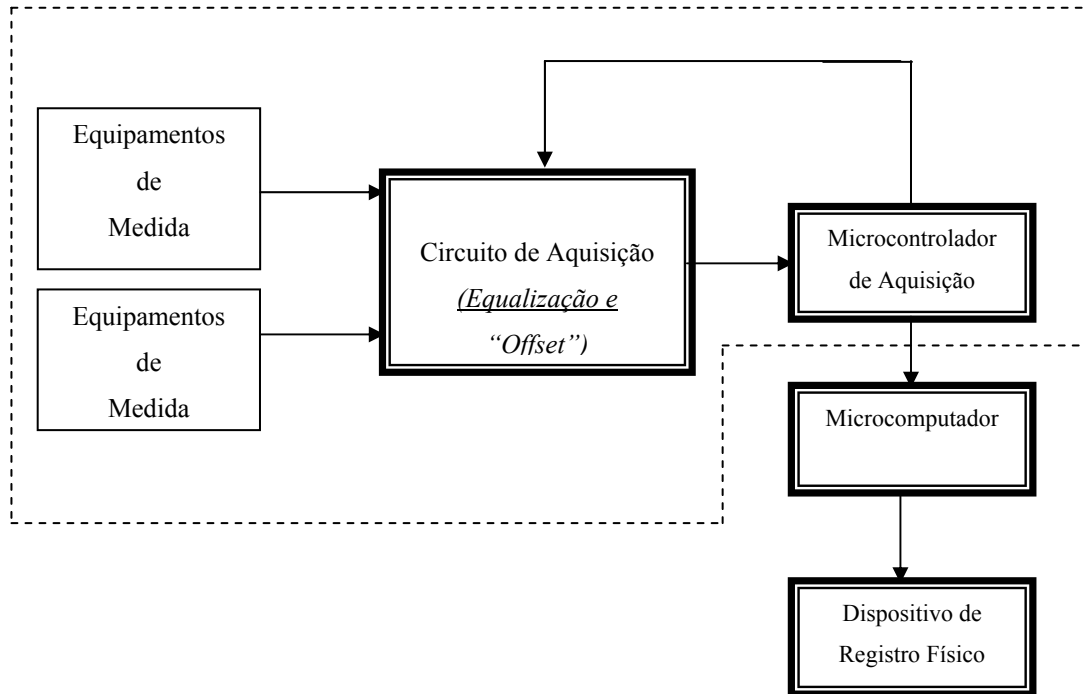 Equipamentos
de
Medida
Equipamentos
de
Medida
Circuito de Aquisição
(Equalização e
“Offset”)
Microcontrolador
de Aquisição
Microcomputador
Dispositivo de
Registro Físico